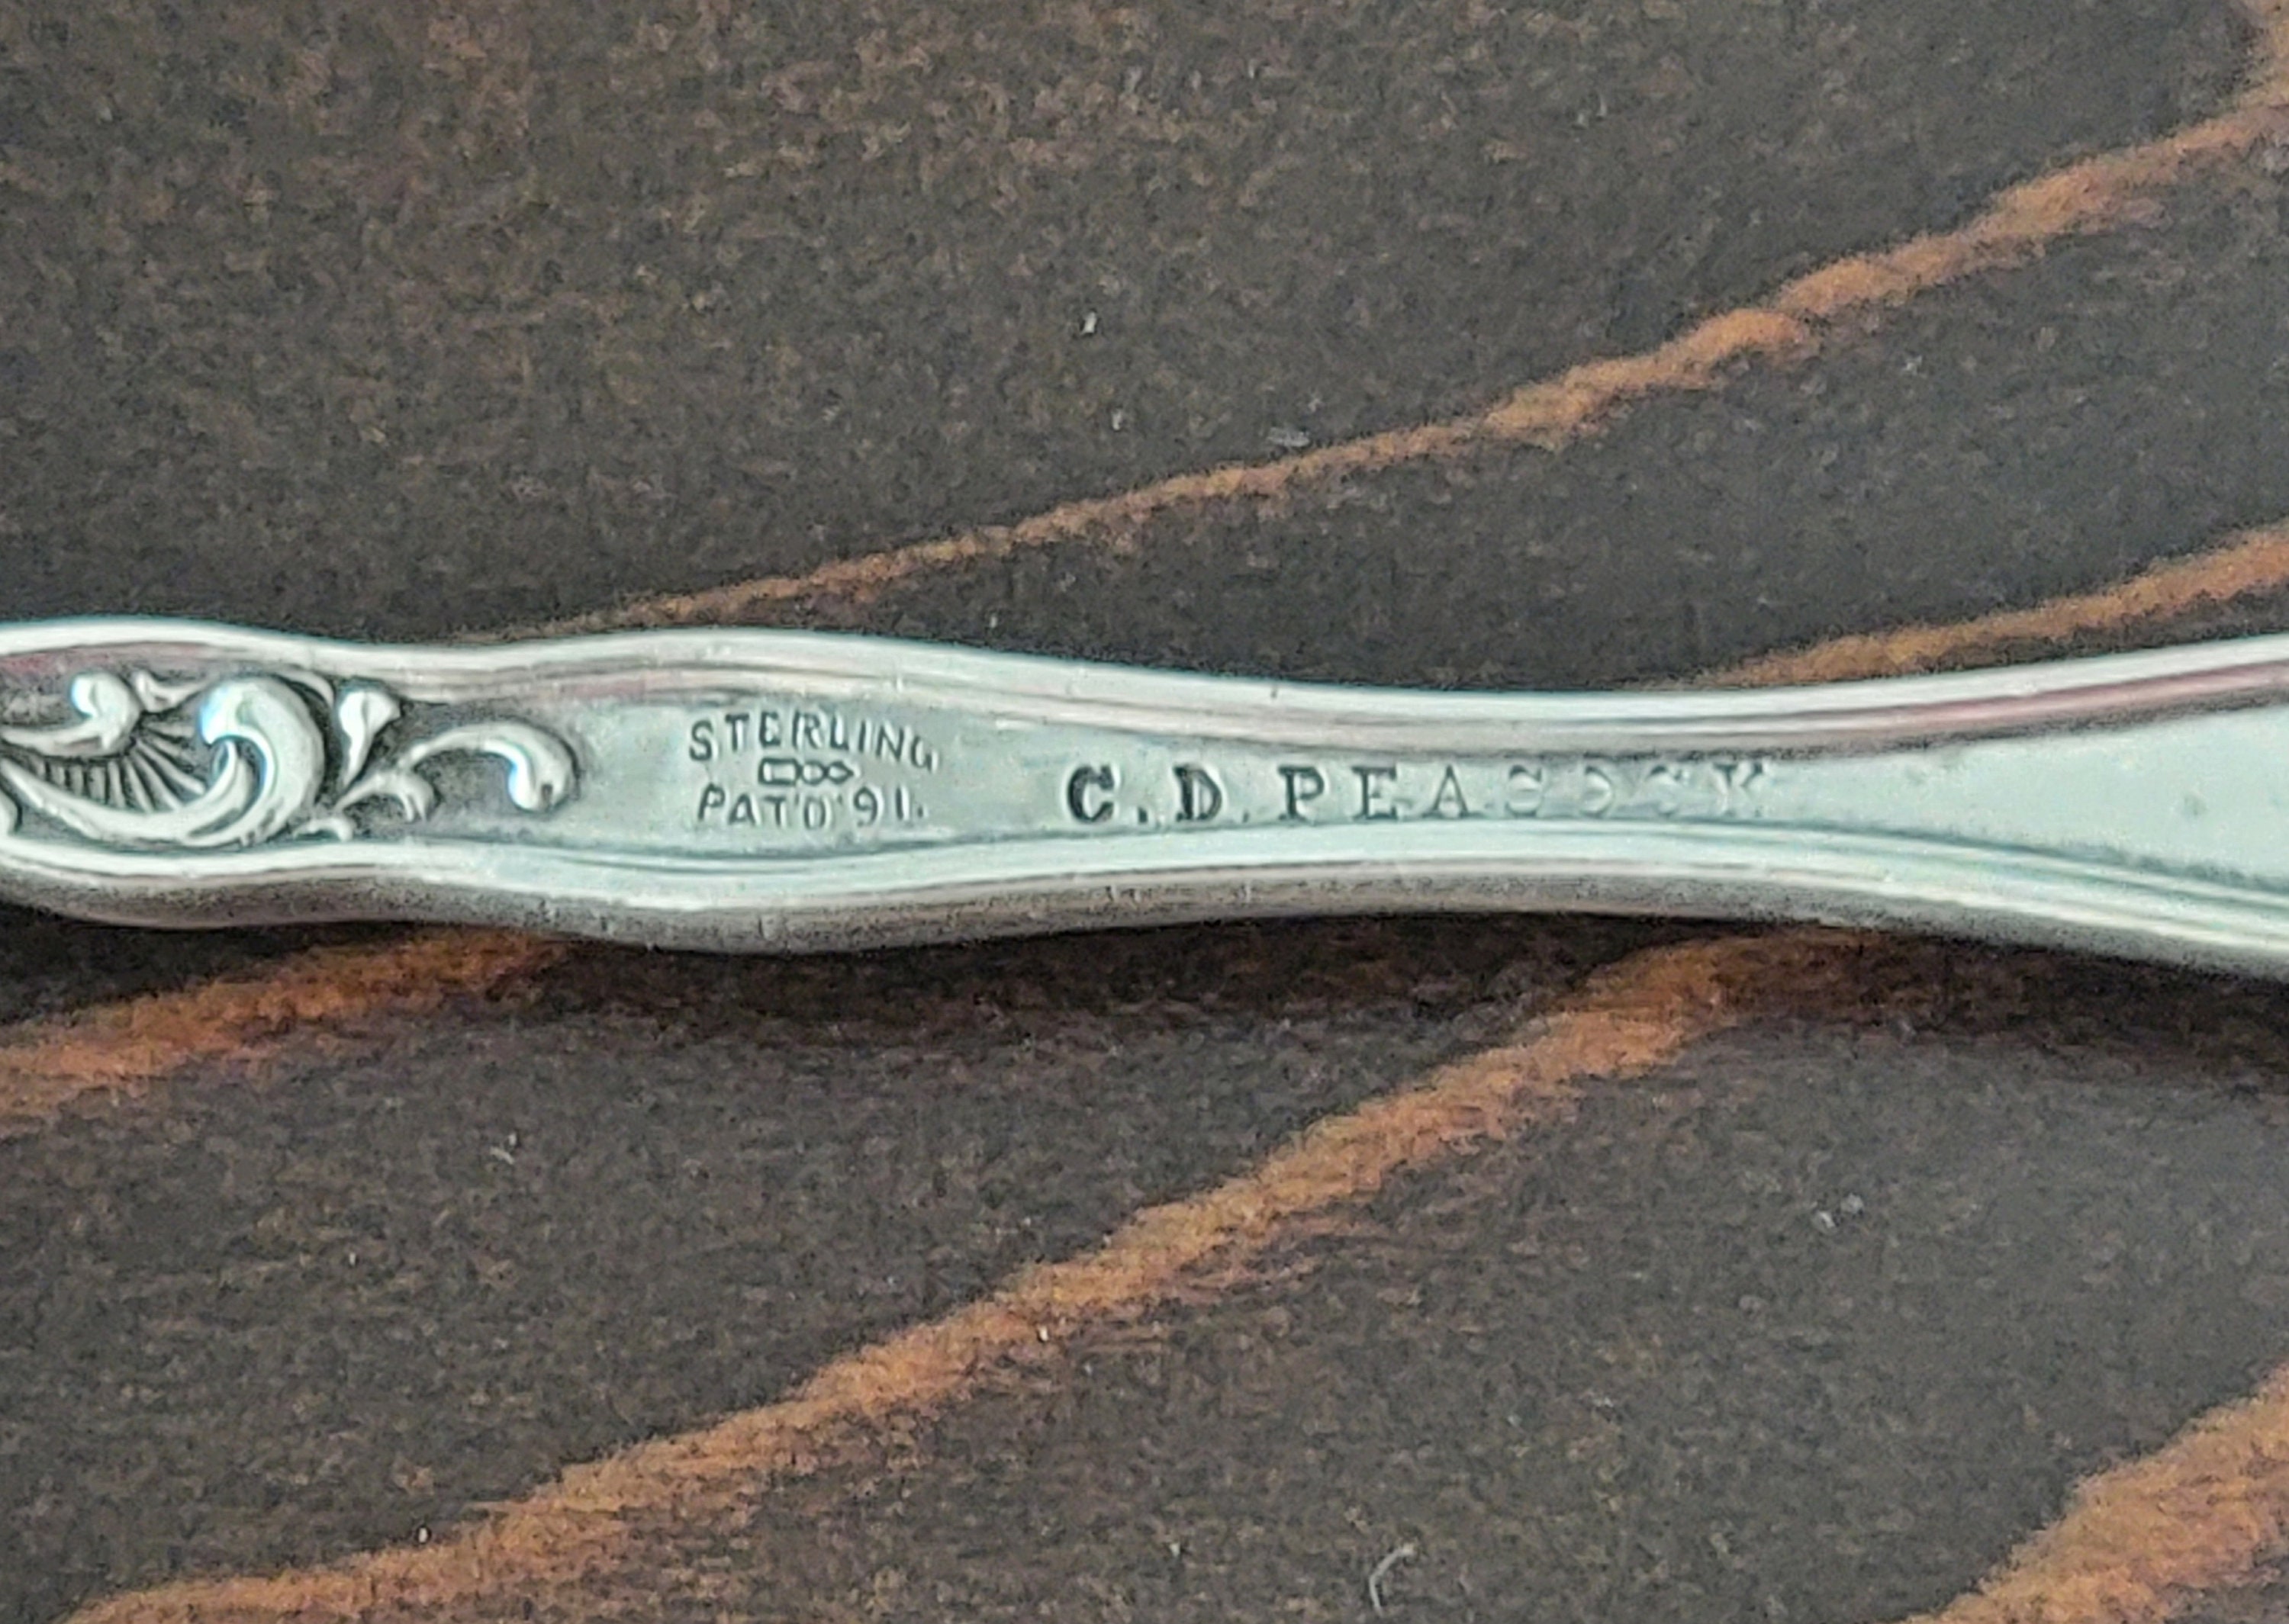 STERLING
PAT'D '91.
C. D. PEACOCK